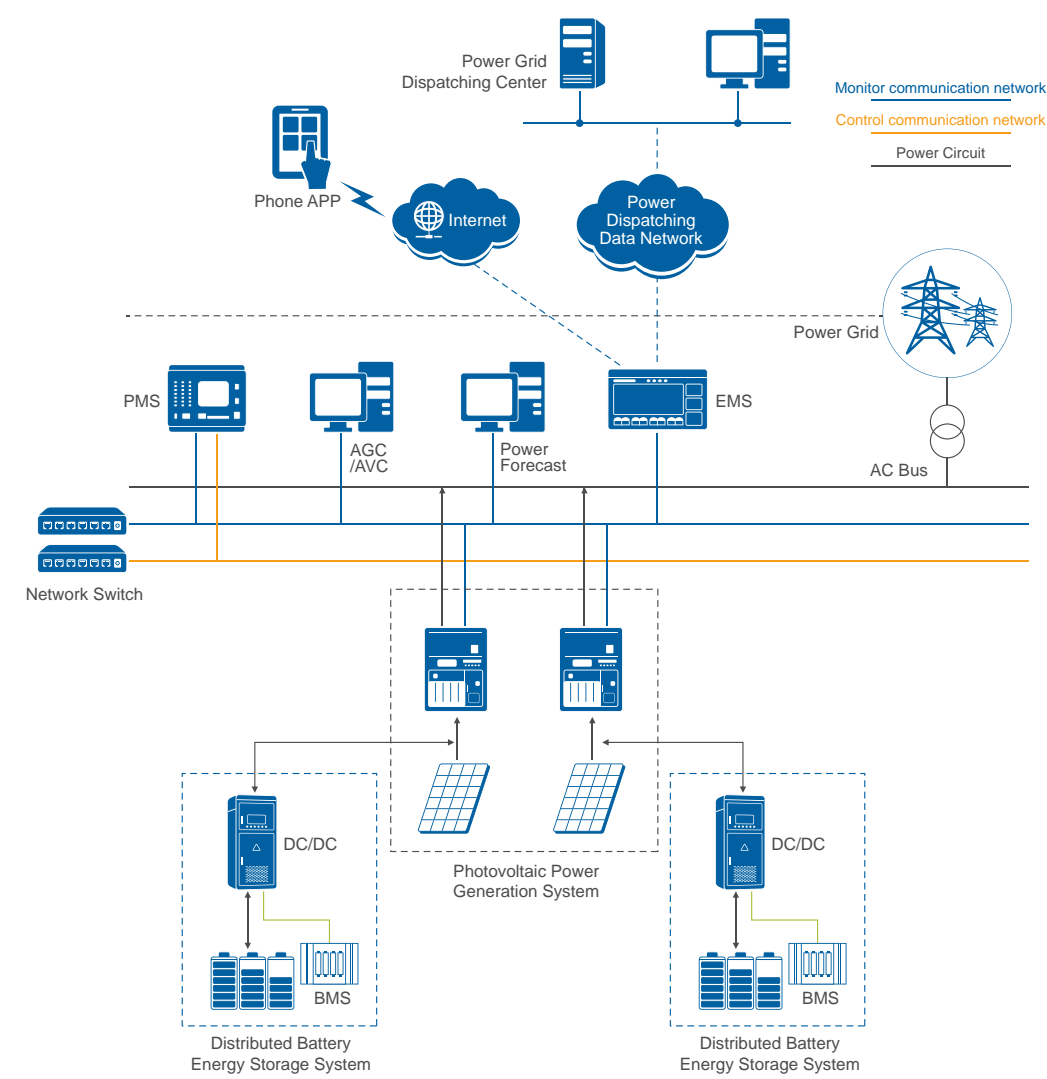 Power Grid
Dispatching Center
Monitor communication network
Control communication network
Power Circuit
Phone APP
Internet
Power
Dispatching
Data Network
Power Grid
PMS
AGC
/AVC
Power
Forecast
EMS
AC Bus
Network Switch
DC/DC
BMS
Distributed Battery
Energy Storage System
Photovoltaic Power
Generation System
DC/DC
BMS
Distributed Battery
Energy Storage System